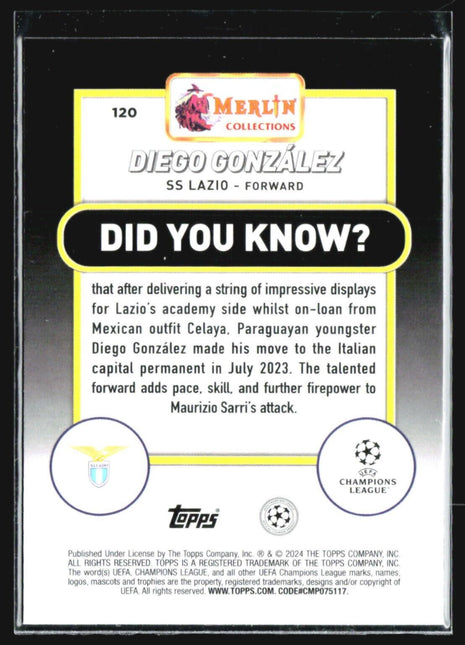 120
MERLIN
COLLECTIONS
DIEGO GONZÁLEZ
SS LAZIO - FORWARD
DID YOU KNOW?
that after delivering a string of impressive displays
for Lazio's academy side whilst on-loan from
Mexican outfit Celaya, Paraguayan youngster
Diego González made his move to the Italian
capital permanent in July 2023. The talented
forward adds pace, skill, and further firepower to
Maurizio Sarri's attack.
UEFA
CHAMPIONS
LEAGUE
Topps
Published Under License by The Topps Company, Inc. ® & © 2024 THE TOPPS COMPANY, INC.
ALL RIGHTS RESERVED. TOPPS IS A REGISTERED TRADEMARK OF THE TOPPS COMPANY, INC.
The word(s) UEFA, CHAMPIONS LEAGUE, and all other UEFA Champions League marks, names,
logos, mascots and trophies are the property, registered trademarks, designs and/or copyright of
UEFA. All rights reserved. WWW.TOPPS.COM. CODE#CMP075117.